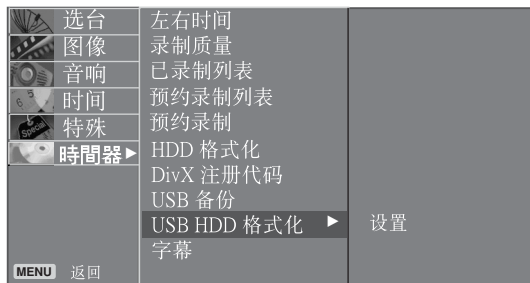 选台
图像
音响
时间
特殊
時間器
MENU 返回
左右时间
录制质量
已录制列表
预约录制列表
预约录制
HDD 格式化
DivX 注册代码
USB 备份
USB HDD 格式化
字幕
设置